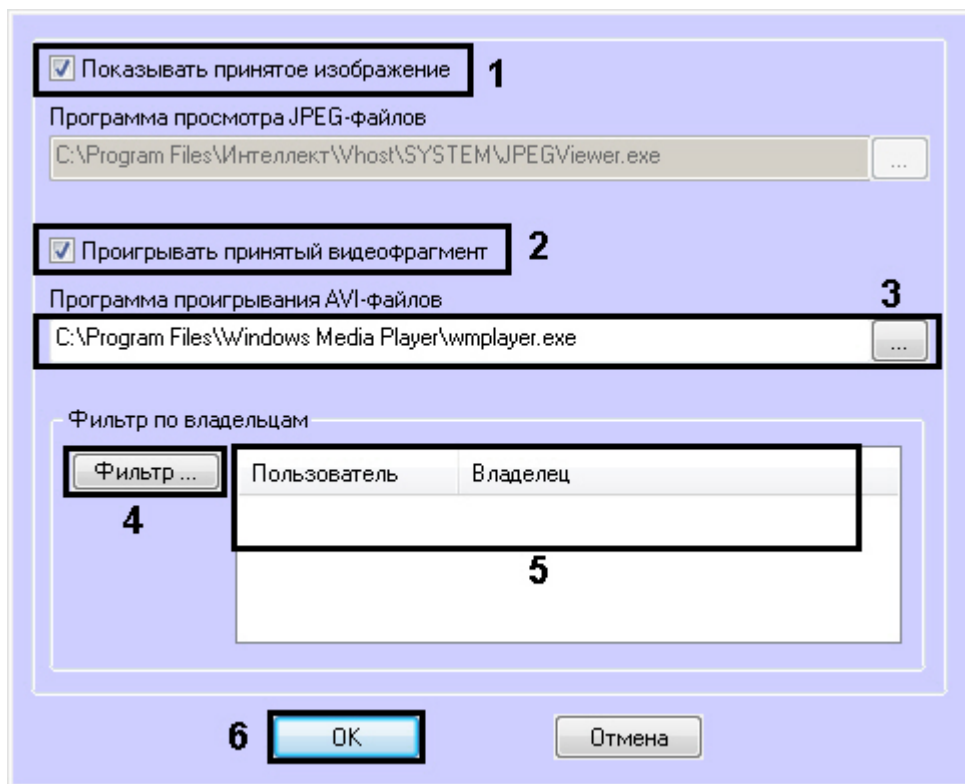 Показывать принятое изображение 1
Программа просмотра JPEG-файлов
C:\Program Files\Интеллект\Vhost\SYSTEM\JPEGViewer.exe ...
Проигрывать принятый видеофрагмент 2
Программа проигрывания AVI-файлов 3
C:\Program Files\Windows Media Player\wmplayer.exe ...
Фильтр по владельцам
Фильтр ... Пользователь Владелец
4
5
6 OK Отмена